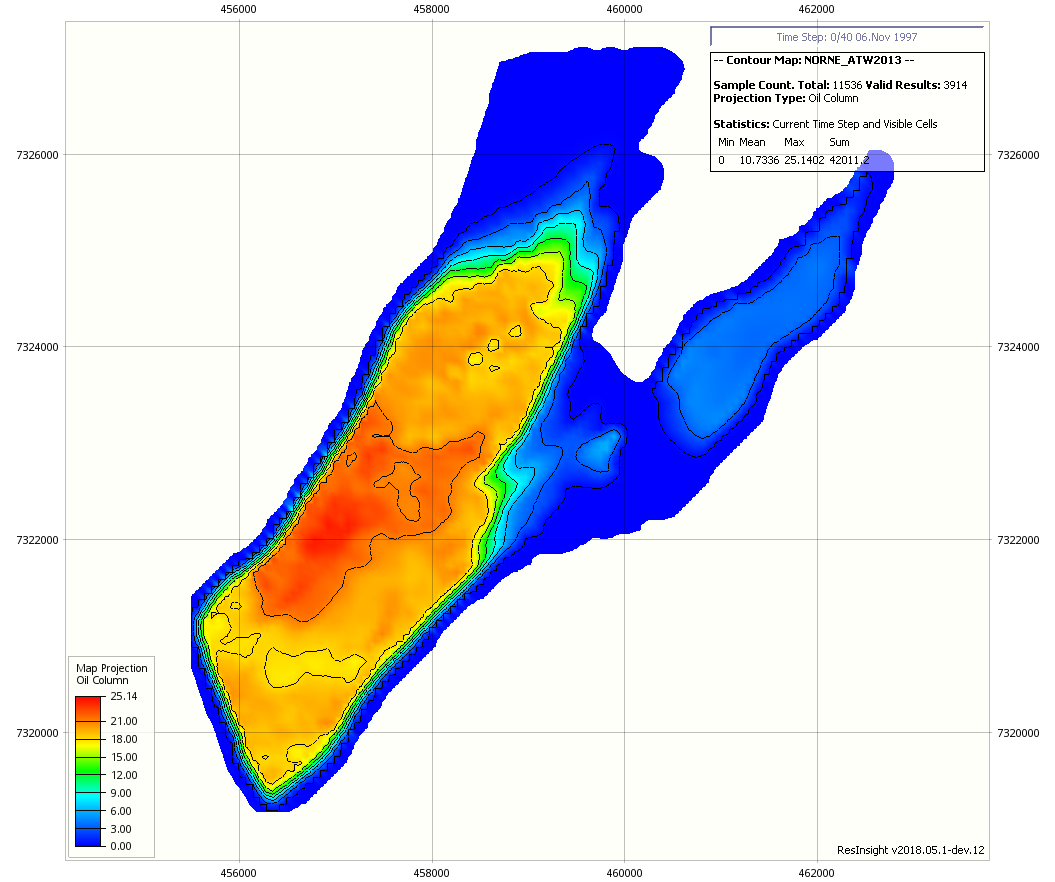 456000 458000 460000 462000
Time Step: 0/40 06.Nov 1997
-- Contour Map: NORNE_ATW2013 --
Sample Count. Total: 11536 Valid Results: 3914
Projection Type: Oil Column
Statistics: Current Time Step and Visible Cells
Min Mean Max Sum
0 10.7336 25.1402 42011.2
7326000 7326000
7324000 7324000
7322000 7322000
7320000 7320000
Map Projection
Oil Column
25.14
21.00
18.00
15.00
12.00
9.00
6.00
3.00
0.00
ResInsight v2018.05.1-dev.12
456000 458000 460000 462000